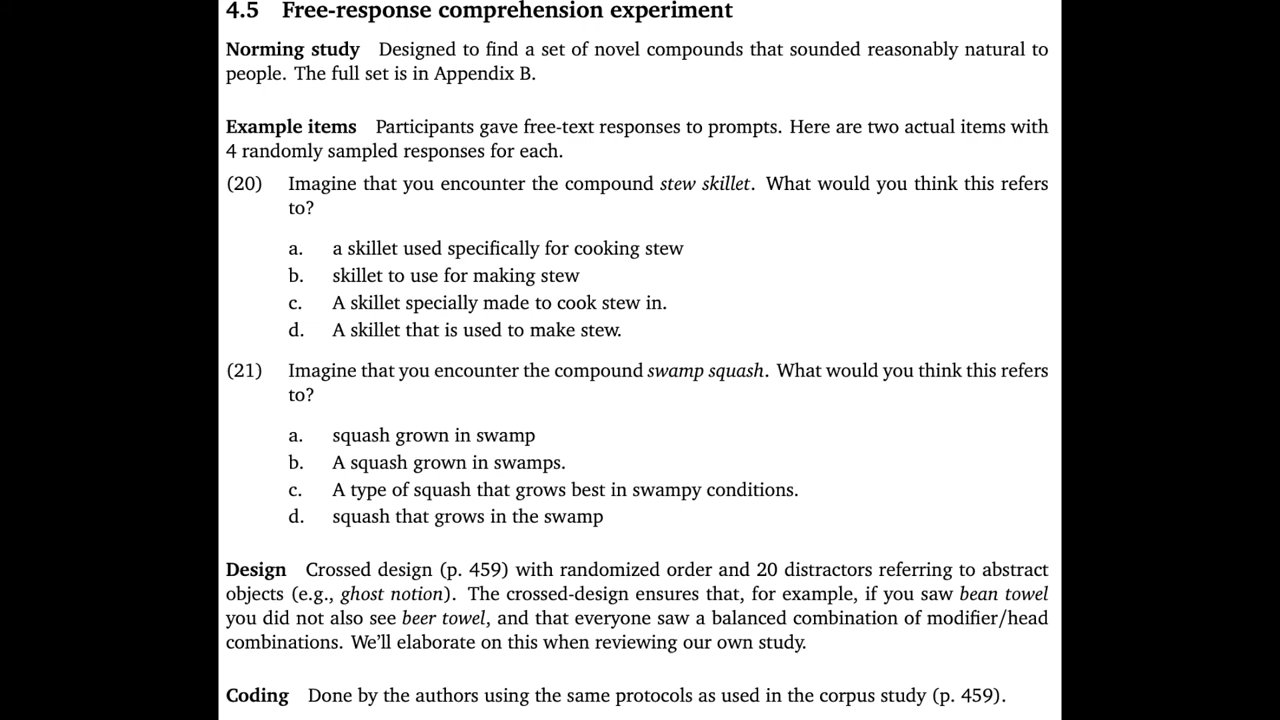 4.5 Free-response comprehension experiment
Norming study Designed to find a set of novel compounds that sounded reasonably natural to
people. The full set is in Appendix B.
Example items Participants gave free-text responses to prompts. Here are two actual items with
4 randomly sampled responses for each.
(20) Imagine that you encounter the compound stew skillet. What would you think this refers
to?
a. a skillet used specifically for cooking stew
b. skillet to use for making stew
c. A skillet specially made to cook stew in.
d. A skillet that is used to make stew.
(21) Imagine that you encounter the compound swamp squash. What would you think this refers
to?
a. squash grown in swamp
b. A squash grown in swamps.
c. A type of squash that grows best in swampy conditions.
d. squash that grows in the swamp
Design Crossed design (p. 459) with randomized order and 20 distractors referring to abstract
objects (e.g., ghost notion). The crossed-design ensures that, for example, if you saw bean towel
you did not also see beer towel, and that everyone saw a balanced combination of modifier/head
combinations. We'll elaborate on this when reviewing our own study.
Coding Done by the authors using the same protocols as used in the corpus study (p. 459).